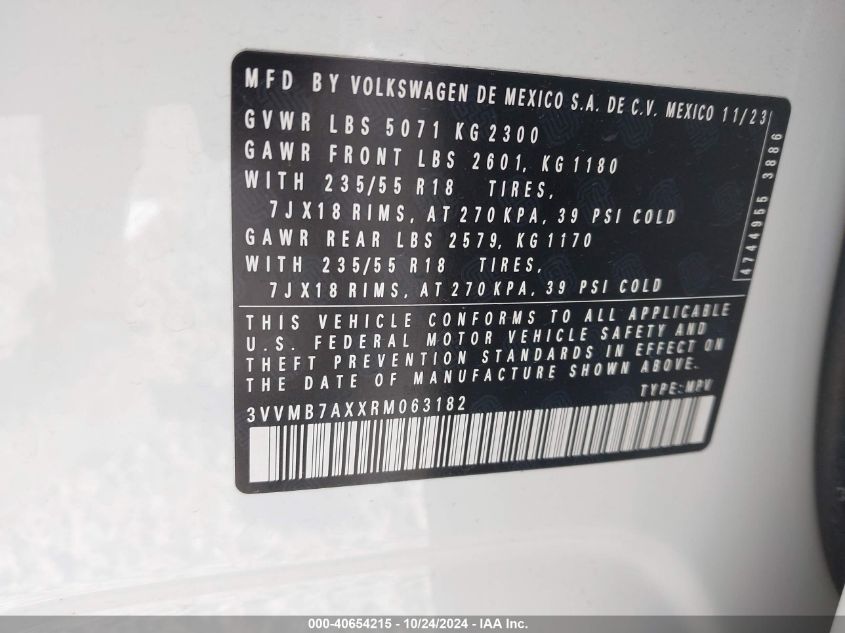 MFD BY VOLKSWAGEN DE MEXICO S.A. DE C.V. MEXICO 11/23
GVWR LBS 5071 KG 2300
GAWR FRONT LBS 2601, KG 1180
WITH 235/55 R18 TIRES,
7JX18 RIMS, AT 270 KPA, 39 PSI COLD
GAWR REAR LBS 2579, KG 1170
WITH 235/55 R18 TIRES,
7JX18 RIMS, AT 270 KPA, 39 PSI COLD
4744955 3886
THIS VEHICLE CONFORMS TO ALL APPLICABLE
U.S. FEDERAL MOTOR VEHICLE SAFETY AND
THEFT PREVENTION STANDARDS IN EFFECT ON
THE DATE OF MANUFACTURE SHOWN ABOVE.
TYPE: MPV
3VVMB7AXXRM063182
000-40654215 - 10/24/2024 - IAA Inc.